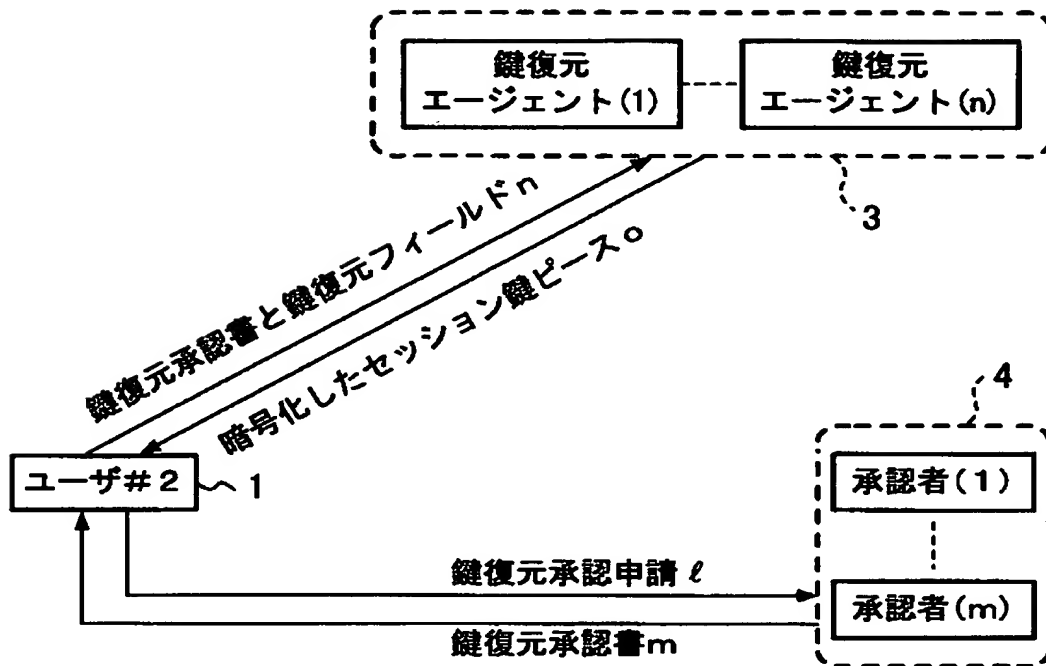 鍵復元
エージェント(1)
鍵復元
エージェント(n)
3
鍵復元承認書と鍵復元フィールドn
暗号化したセッション鍵ピースo
4
ユーザ#2
1
承認者(1)
鍵復元承認申請ℓ
承認者(m)
鍵復元承認書m